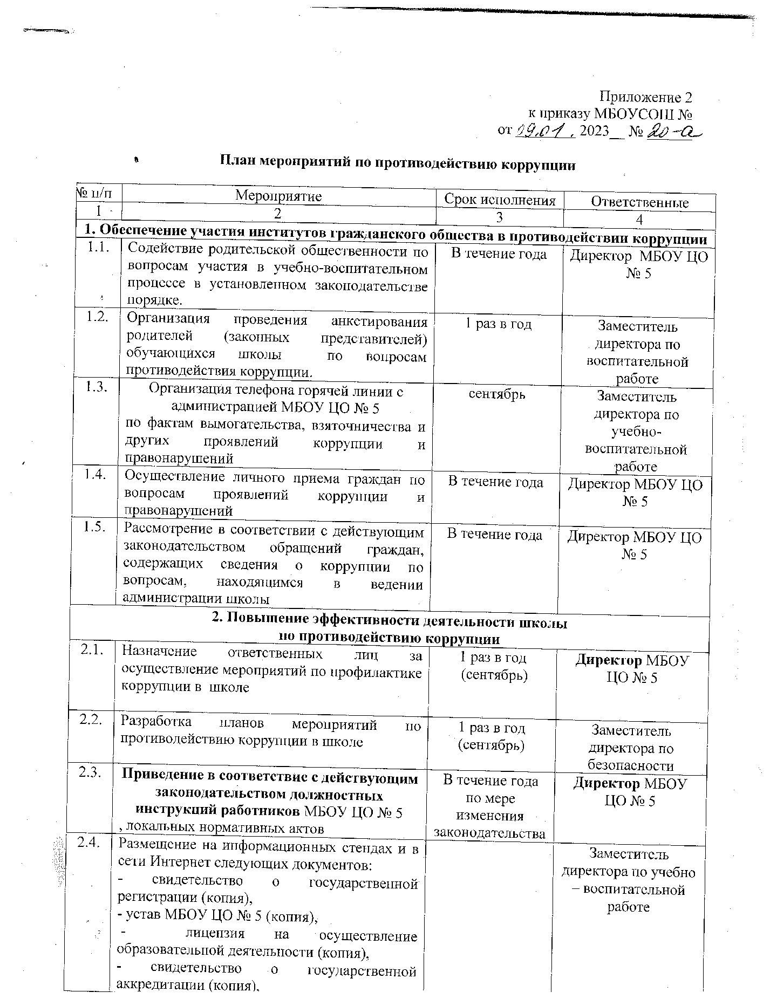 Приложение 2
к приказу МБОУСОШ №
от 09.01. 2023__ № 20-а
План мероприятий по противодействию коррупции
№ п/п Мероприятие Срок исполнения Ответственные
1 2 3 4
1. Обеспечение участия институтов гражданского общества в противодействии коррупции
1.1. Содействие родительской общественности по В течение года Директор МБОУ ЦО
вопросам участия в учебно-воспитательном № 5
процессе в установленном законодательстве
порядке.
1.2. Организация проведения анкетирования 1 раз в год Заместитель
родителей (законных представителей) директора по
обучающихся школы по вопросам воспитательной
противодействия коррупции. работе
1.3. Организация телефона горячей линии с сентябрь Заместитель
администрацией МБОУ ЦО № 5 директора по
по фактам вымогательства, взяточничества и учебно-
других проявлений коррупции и воспитательной
правонарушений работе
1.4. Осуществление личного приема граждан по В течение года Директор МБОУ ЦО
вопросам проявлений коррупции и № 5
правонарушений
1.5. Рассмотрение в соответствии с действующим В течение года Директор МБОУ ЦО
законодательством обращений граждан, № 5
содержащих сведения о коррупции по
вопросам, находящимся в ведении
администрации школы
2. Повышение эффективности деятельности школы
по противодействию коррупции
2.1. Назначение ответственных лиц за 1 раз в год Директор МБОУ
осуществление мероприятий по профилактике (сентябрь) ЦО № 5
коррупции в школе
2.2. Разработка планов мероприятий по 1 раз в год Заместитель
противодействию коррупции в школе (сентябрь) директора по
безопасности
2.3. Приведение в соответствие с действующим В течение года Директор МБОУ
законодательством должностных по мере ЦО № 5
инструкций работников МБОУ ЦО № 5 изменения
, локальных нормативных актов законодательства
2.4. Размещение на информационных стендах и в Заместитель
сети Интернет следующих документов: директора по учебно
- свидетельство о государственной – воспитательной
регистрации (копия), работе
- устав МБОУ ЦО № 5 (копия),
- лицензия на осуществление
образовательной деятельности (копия),
- свидетельство о государственной
аккредитации (копия),